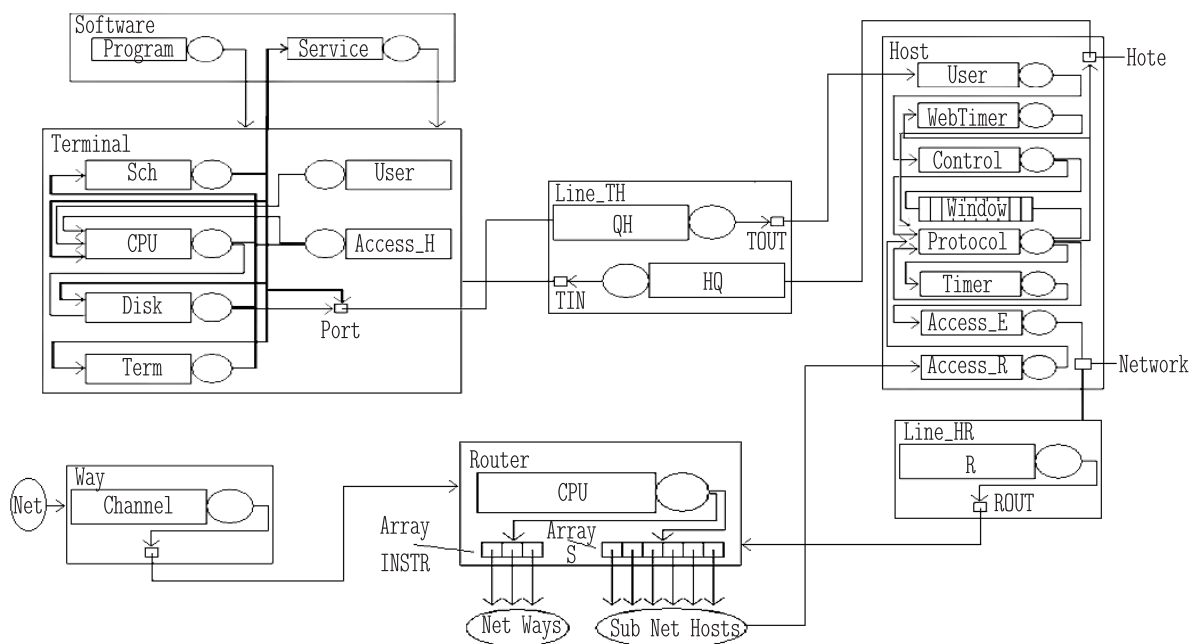 Software
Program
Service
Terminal
Sch
User
CPU
Access_H
Disk
Port
Term
Line_TH
QH
TOUT
HQ
TIN
Host
Hote
User
WebTimer
Control
Window
Protocol
Timer
Access_E
Access_R
Network
Line_HR
R
ROUT
Router
CPU
Array
INSTR
Array
S
Net Ways
Sub Net Hosts
Net
Way
Channel